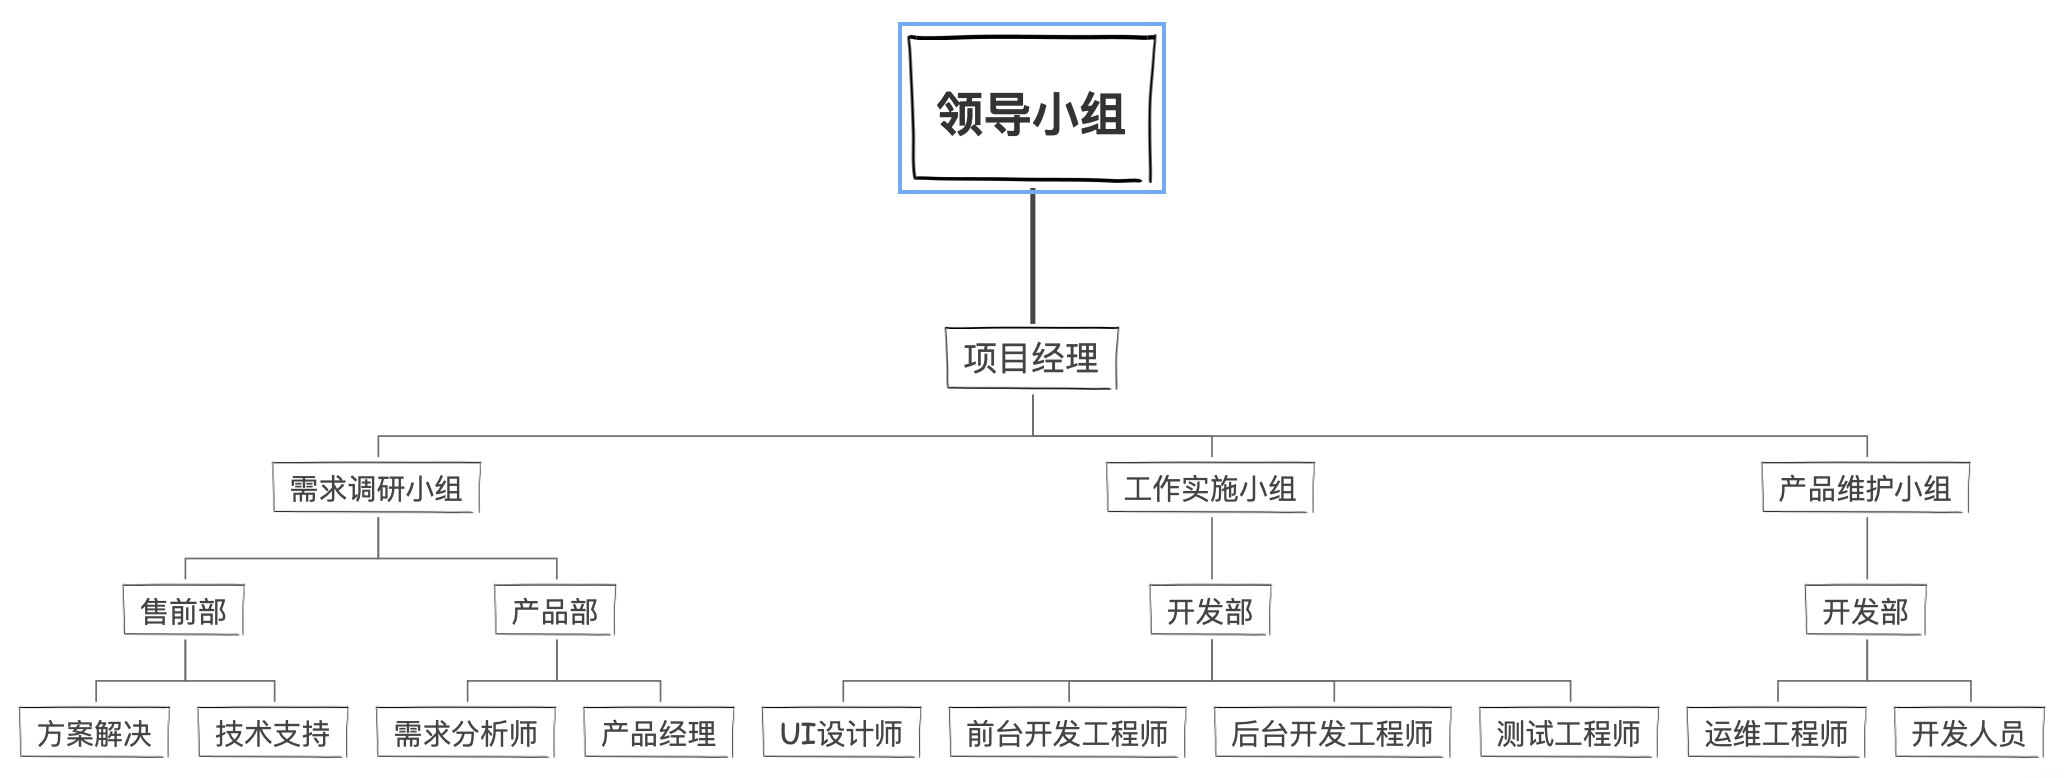 领导小组
项目经理
需求调研小组
工作实施小组
产品维护小组
售前部
产品部
开发部
开发部
方案解决
技术支持
需求分析师
产品经理
UI设计师
前台开发工程师
后台开发工程师
测试工程师
运维工程师
开发人员